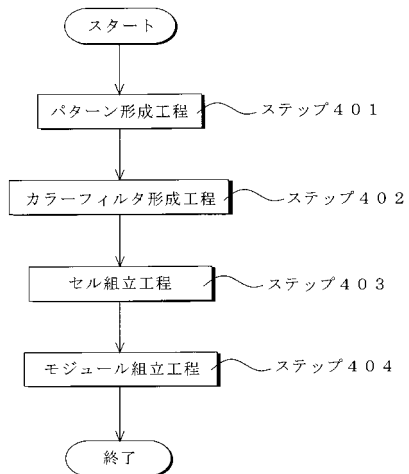 スタート
パターン形成工程 ステップ401
カラーフィルタ形成工程 ステップ402
セル組立工程 ステップ403
モジュール組立工程 ステップ404
終了